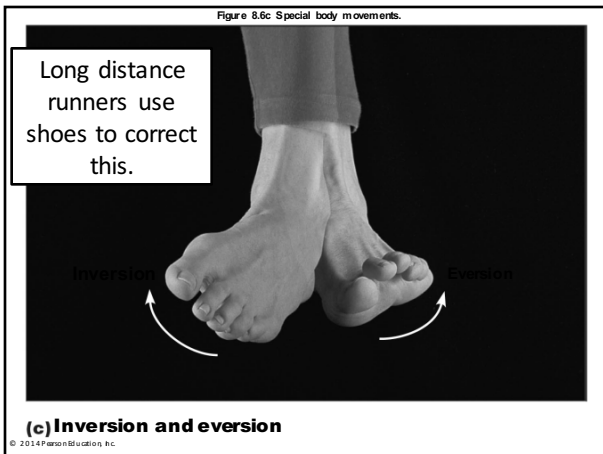 Figure 8.6c Special body movements.
Long distance
runners use
shoes to correct
this.
Inversion
Eversion
(c) Inversion and eversion
© 2014 Pearson Education, Inc.